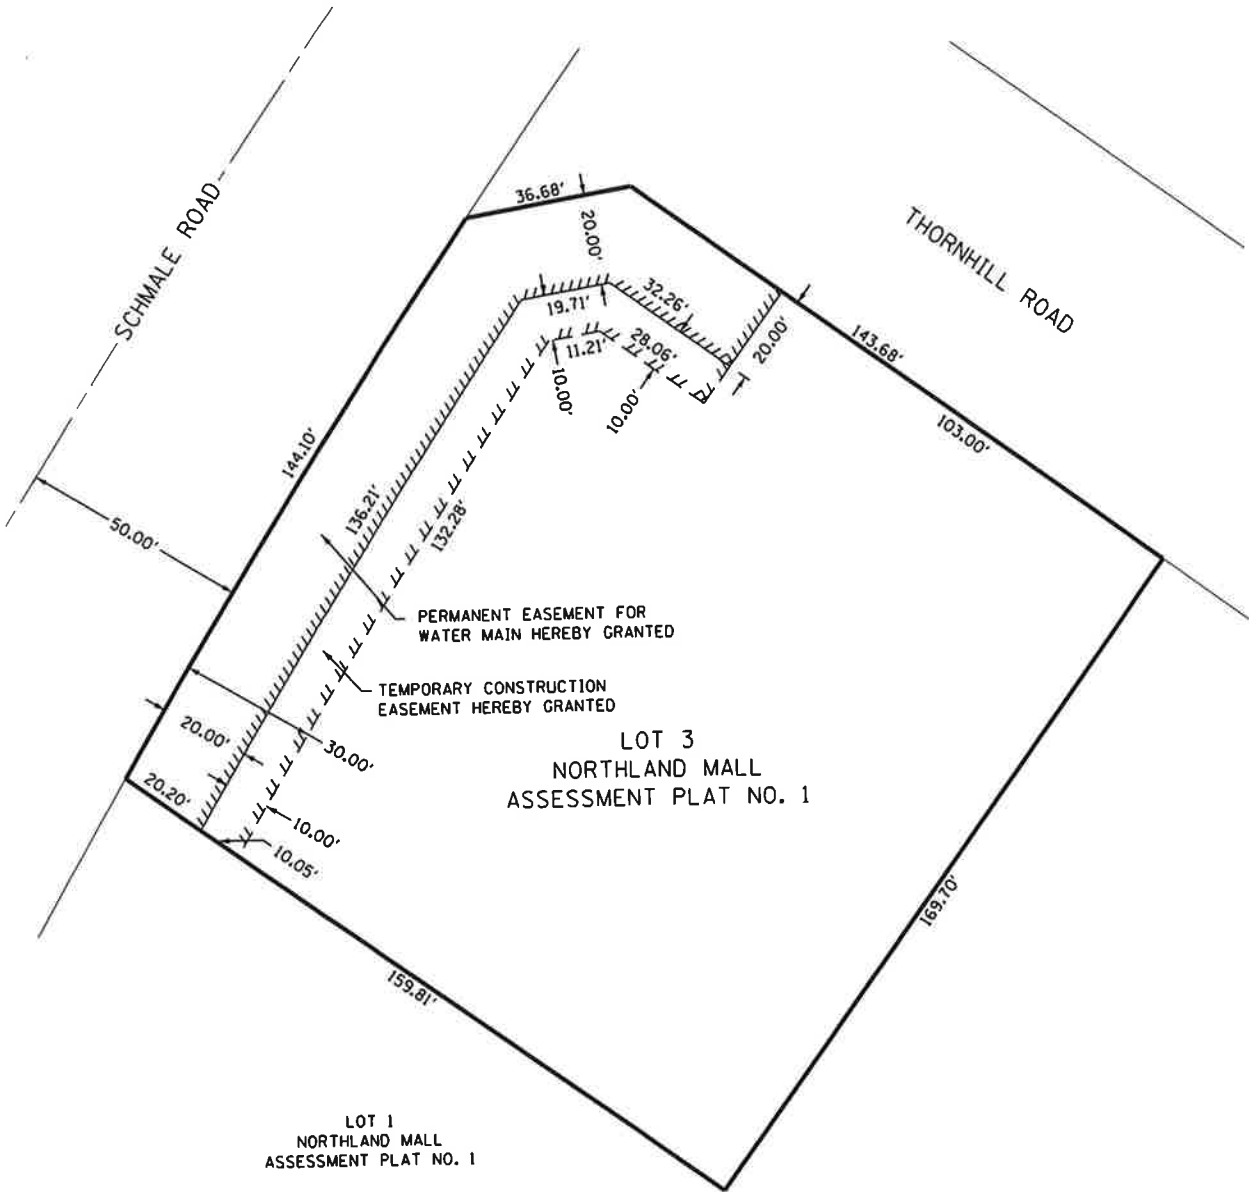 SCHMALE ROAD
36.68'
20.00'
THORNHILL ROAD
32.26'
19.71'
28.06'
11.21'
20.00'
143.68'
10.00'
10.00'
103.00'
144.10'
136.21'
132.28'
50.00'
PERMANENT EASEMENT FOR
WATER MAIN HEREBY GRANTED
TEMPORARY CONSTRUCTION
EASEMENT HEREBY GRANTED
20.00'
30.00'
LOT 3
NORTHLAND MALL
ASSESSMENT PLAT NO. 1
20.20'
10.00'
10.05'
169.70'
159.81'
LOT 1
NORTHLAND MALL
ASSESSMENT PLAT NO. 1